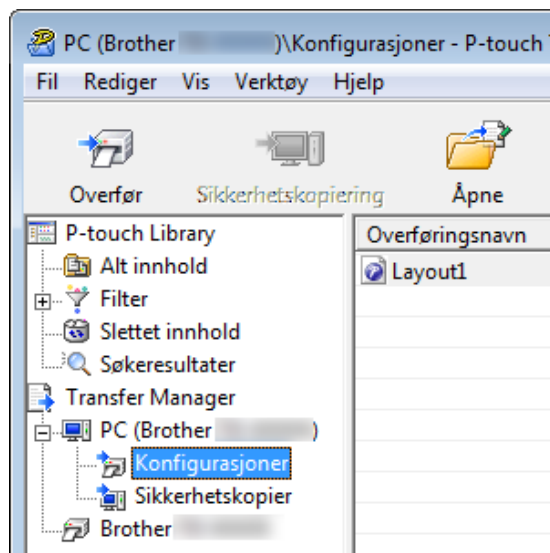 PC (Brother )\Konfigurasjoner - P-touch
Fil Rediger Vis Verktøy Hjelp
Overfør Sikkerhetskopiering Åpne
P-touch Library
Alt innhold
Filter
Slettet innhold
Søkeresultater
Transfer Manager
PC (Brother )
Konfigurasjoner
Sikkerhetskopier
Brother
Overføringsnavn
Layout1